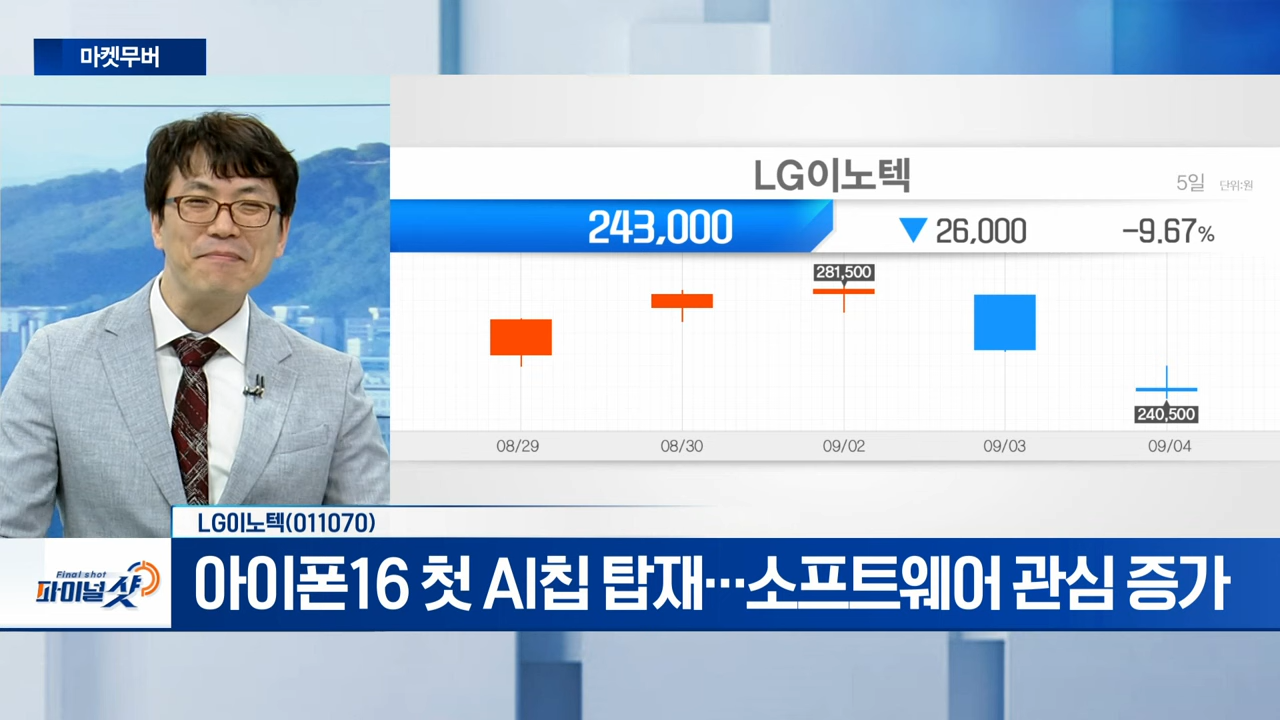 마켓무버
LG이노텍
5일 단위:원
243,000 ▼ 26,000 -9.67%
281,500
240,500
08/29 08/30 09/02 09/03 09/04
LG이노텍(011070)
Final shot
파이널샷
아이폰16 첫 AI칩 탑재…소프트웨어 관심 증가